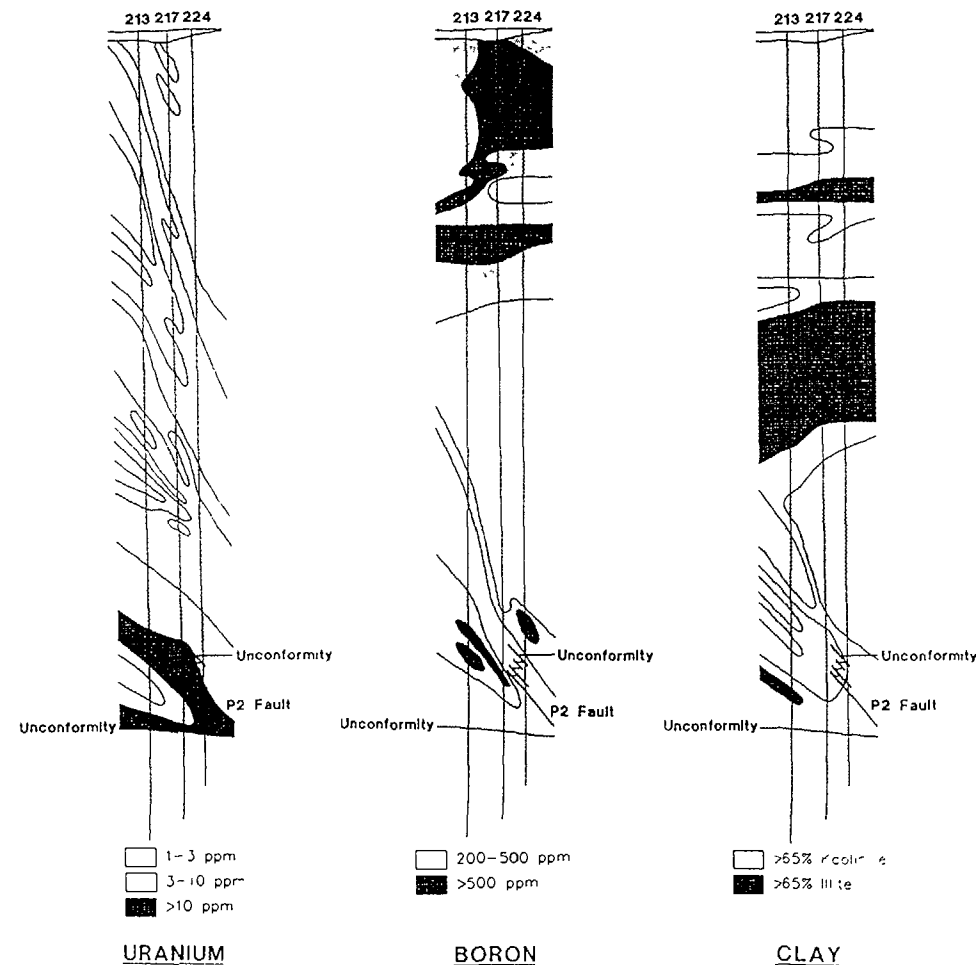 213 217 224
213 217 224
213 217 224
Unconformity
P2 Fault
Unconformity
Unconformity
P2 Fault
Unconformity
Unconformity
P2 Fault
Unconformity
1-3 ppm
3-10 ppm
>10 ppm
200-500 ppm
>500 ppm
>65%
>65%
URANIUM
BORON
CLAY